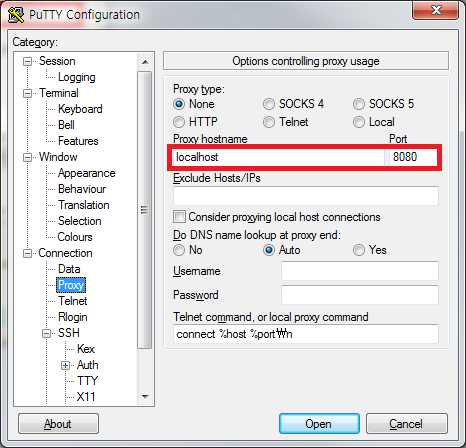 PuTTY Configuration
Category:
Session
Logging
Terminal
Keyboard
Bell
Features
Window
Appearance
Behaviour
Translation
Selection
Colours
Connection
Data
Proxy
Telnet
Rlogin
SSH
Kex
Auth
TTY
X11
Options controlling proxy usage
Proxy type:
None SOCKS 4 SOCKS 5
HTTP Telnet Local
Proxy hostname Port
localhost 8080
Exclude Hosts/IPs
Consider proxying local host connections
Do DNS name lookup at proxy end:
No Auto Yes
Username
Password
Telnet command, or local proxy command
connect %host %port₩n
About Open Cancel